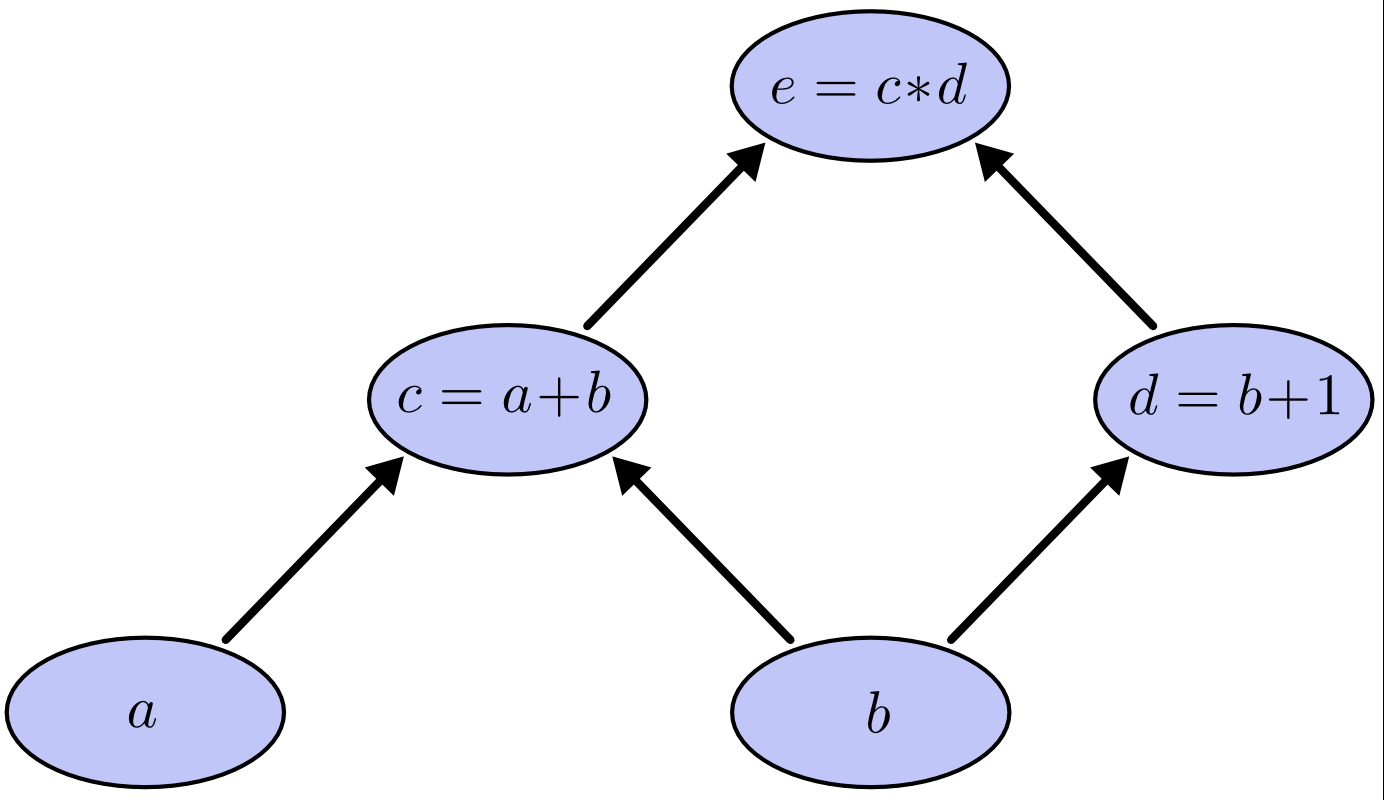 e = c*d
c = a+b
d = b+1
a
b